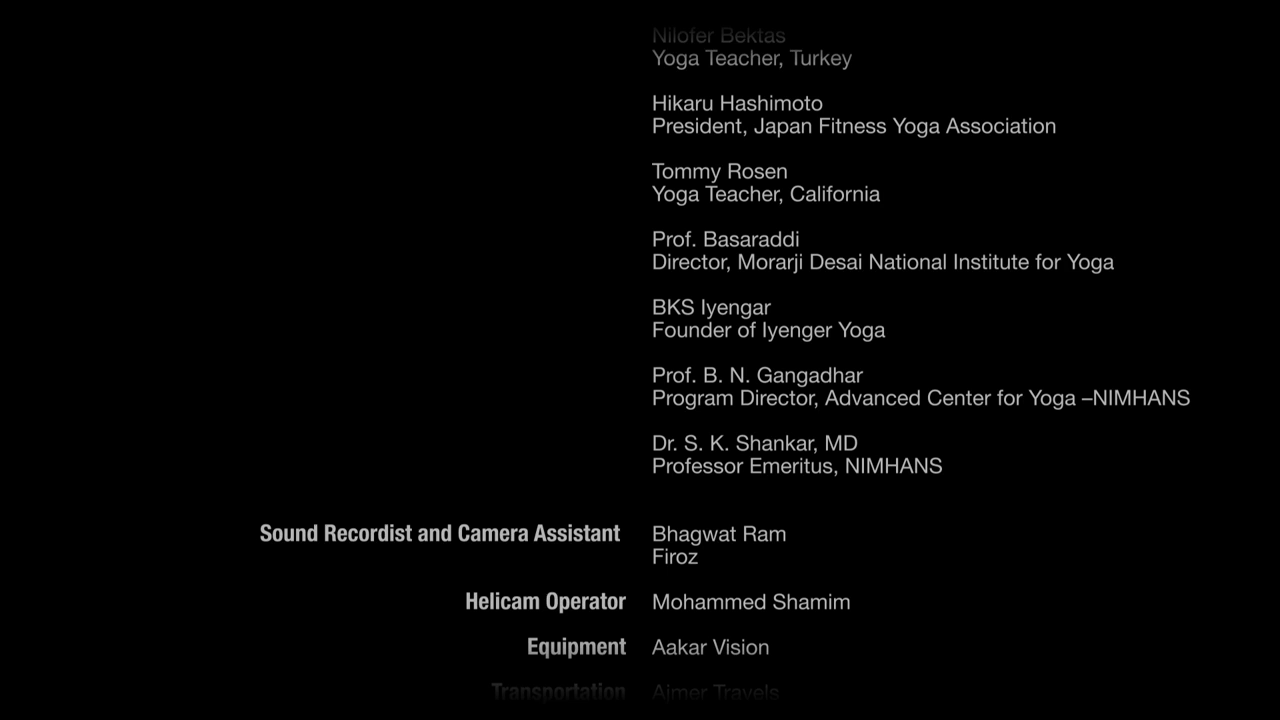 Nilofer Bektas
Yoga Teacher, Turkey
Hikaru Hashimoto
President, Japan Fitness Yoga Association
Tommy Rosen
Yoga Teacher, California
Prof. Basaraddi
Director, Morarji Desai National Institute for Yoga
BKS Iyengar
Founder of Iyenger Yoga
Prof. B. N. Gangadhar
Program Director, Advanced Center for Yoga –NIMHANS
Dr. S. K. Shankar, MD
Professor Emeritus, NIMHANS
Sound Recordist and Camera Assistant Bhagwat Ram
Firoz
Helicam Operator Mohammed Shamim
Equipment Aakar Vision
Transportation Ajmer Travels